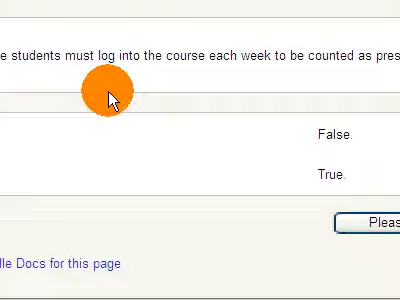 e students must log into the course each week to be counted as pres
False.
True.
Pleas
lle Docs for this page